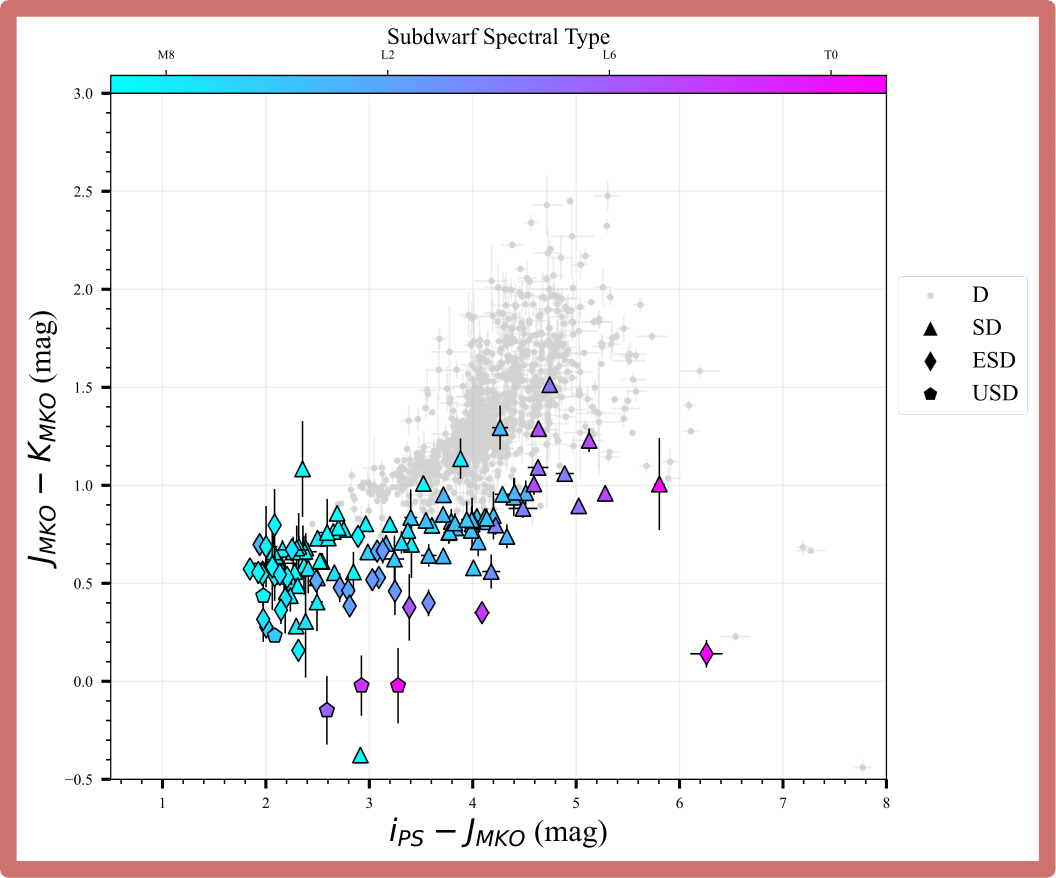 Subdwarf Spectral Type
M8 L2 L6 T0
3.0
2.5
2.0
1.5
1.0
0.5
0.0
−0.5
J_MKO − K_MKO (mag)
1 2 3 4 5 6 7 8
i_PS − J_MKO (mag)
D
SD
ESD
USD